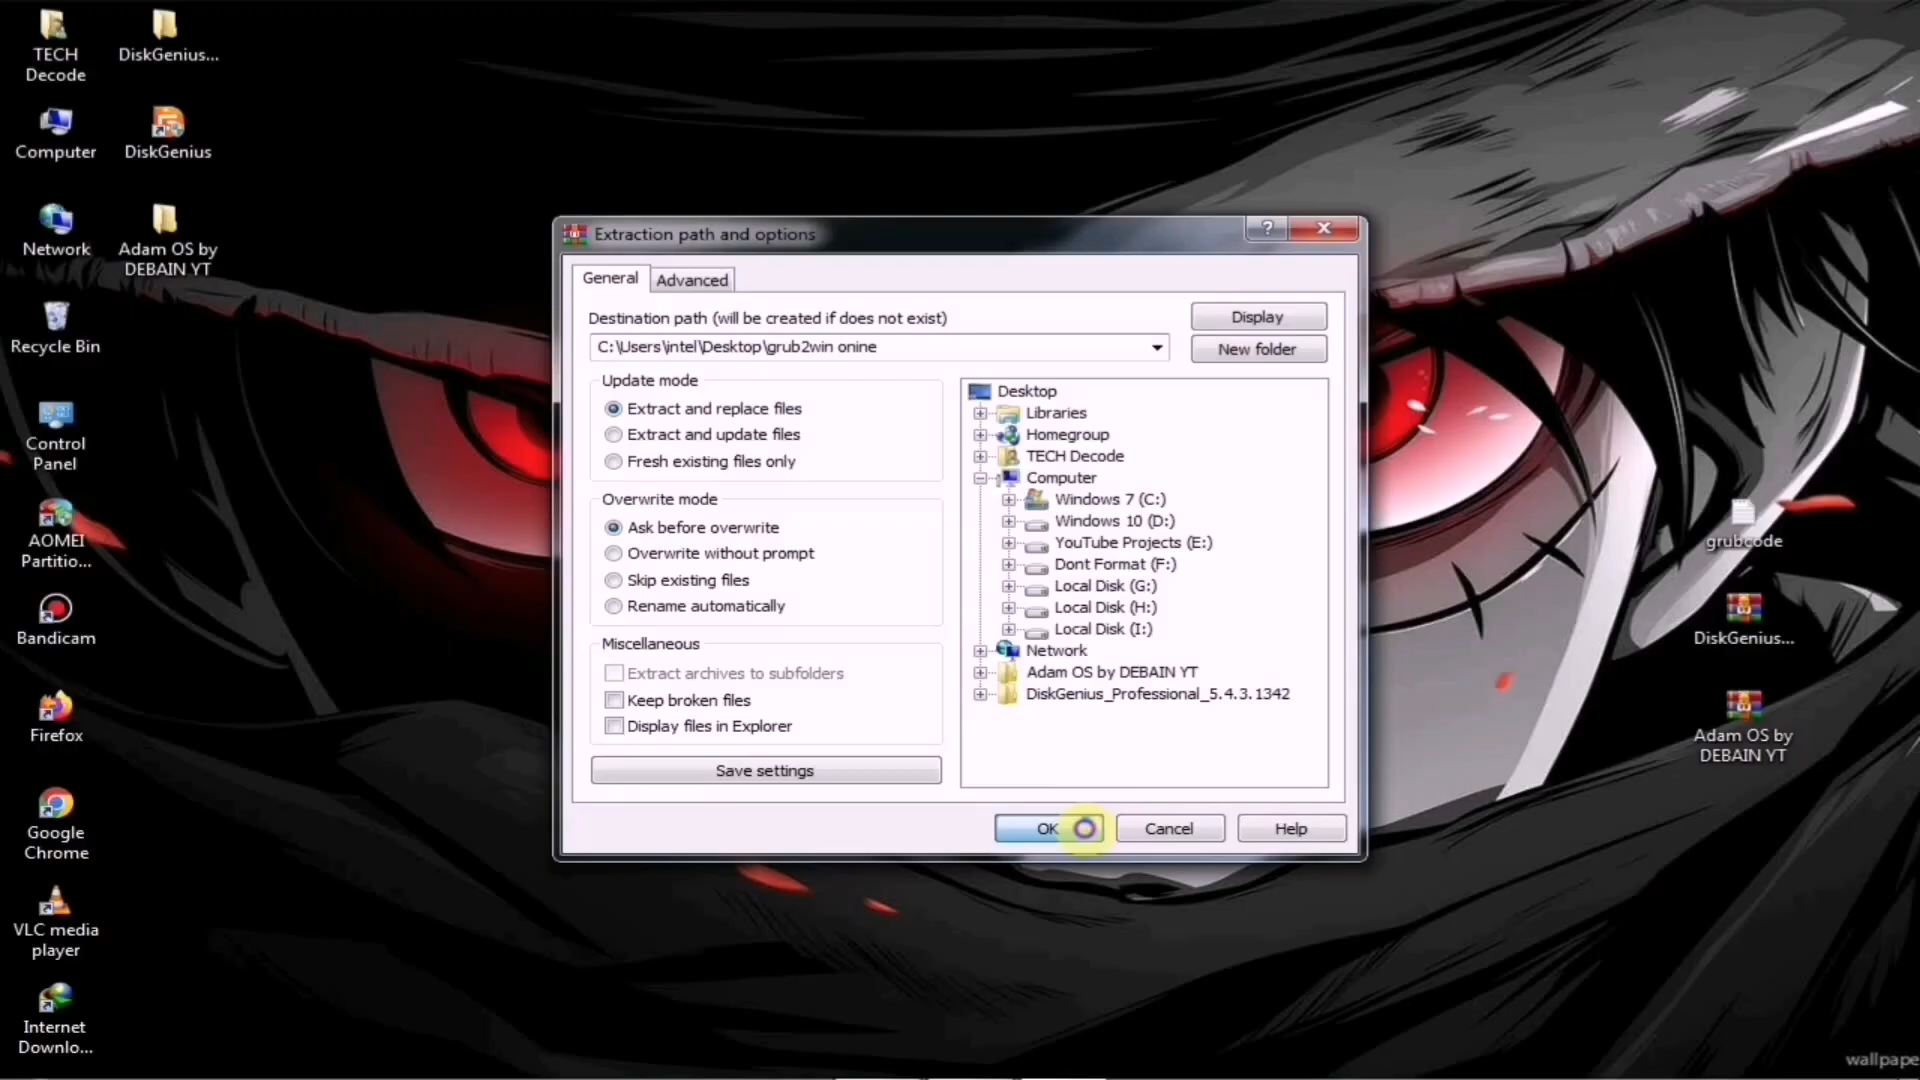 TECH
Decode
DiskGenius...
Computer
DiskGenius
Network
Adam OS by
DEBAIN YT
Recycle Bin
Control
Panel
AOMEI
Partitio...
Bandicam
Firefox
Google
Chrome
VLC media
player
Internet
Downlo...
Extraction path and options
?
General
Advanced
Destination path (will be created if does not exist)
Display
C:\Users\intel\Desktop\grub2win onine
New folder
Update mode
Extract and replace files
Extract and update files
Fresh existing files only
Overwrite mode
Ask before overwrite
Overwrite without prompt
Skip existing files
Rename automatically
Miscellaneous
Extract archives to subfolders
Keep broken files
Display files in Explorer
Save settings
Desktop
Libraries
Homegroup
TECH Decode
Computer
Windows 7 (C:)
Windows 10 (D:)
YouTube Projects (E:)
Dont Format (F:)
Local Disk (G:)
Local Disk (H:)
Local Disk (I:)
Network
Adam OS by DEBAIN YT
DiskGenius_Professional_5.4.3.1342
OK
Cancel
Help
grubcode
DiskGenius...
Adam OS by
DEBAIN YT
wallpape